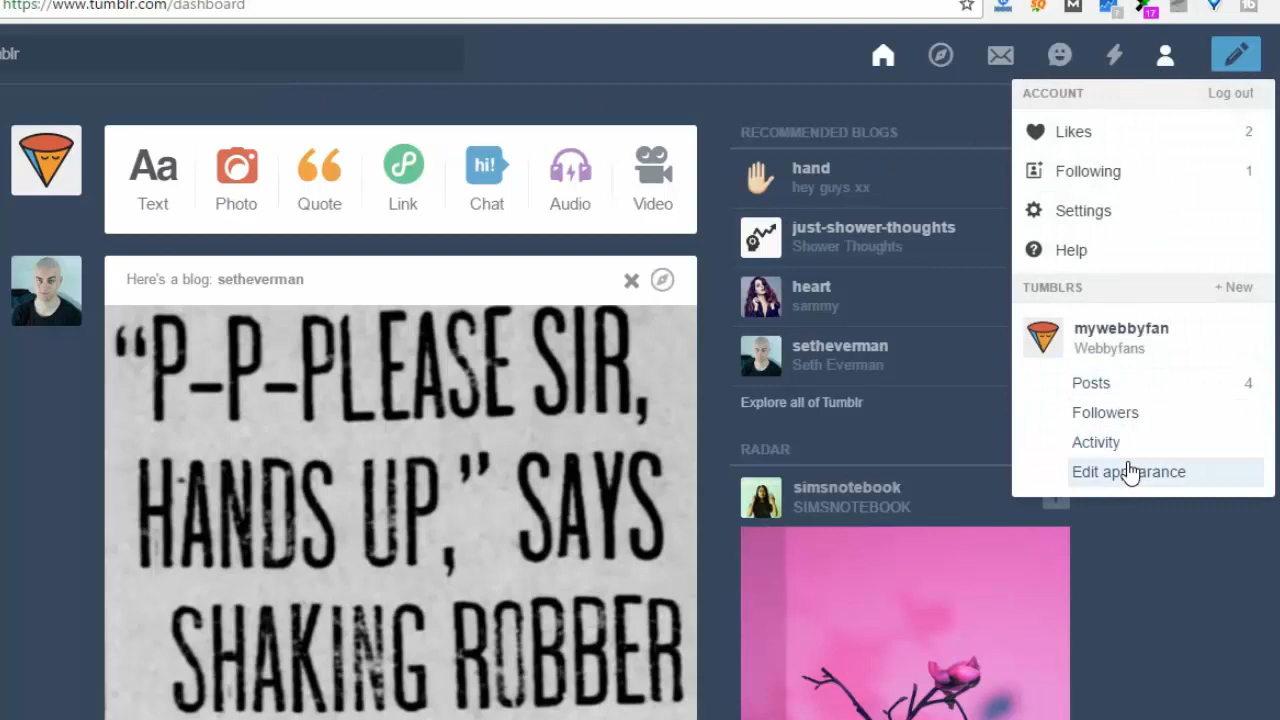 https://www.tumblr.com/dashboard
17
blr
Aa
hi!
Text
Photo
Quote
Link
Chat
Audio
Video
Here's a blog: setheverman
“P-P-PLEASE SIR,
HANDS UP,” SAYS
SHAKING ROBBER
RECOMMENDED BLOGS
hand
hey guys xx
just-shower-thoughts
Shower Thoughts
heart
sammy
setheverman
Seth Everman
Explore all of Tumblr
RADAR
simsnotebook
SIMSNOTEBOOK
ACCOUNT Log out
Likes 2
Following 1
Settings
Help
TUMBLRS + New
mywebbyfan
Webbyfans
Posts 4
Followers
Activity
Edit appearance